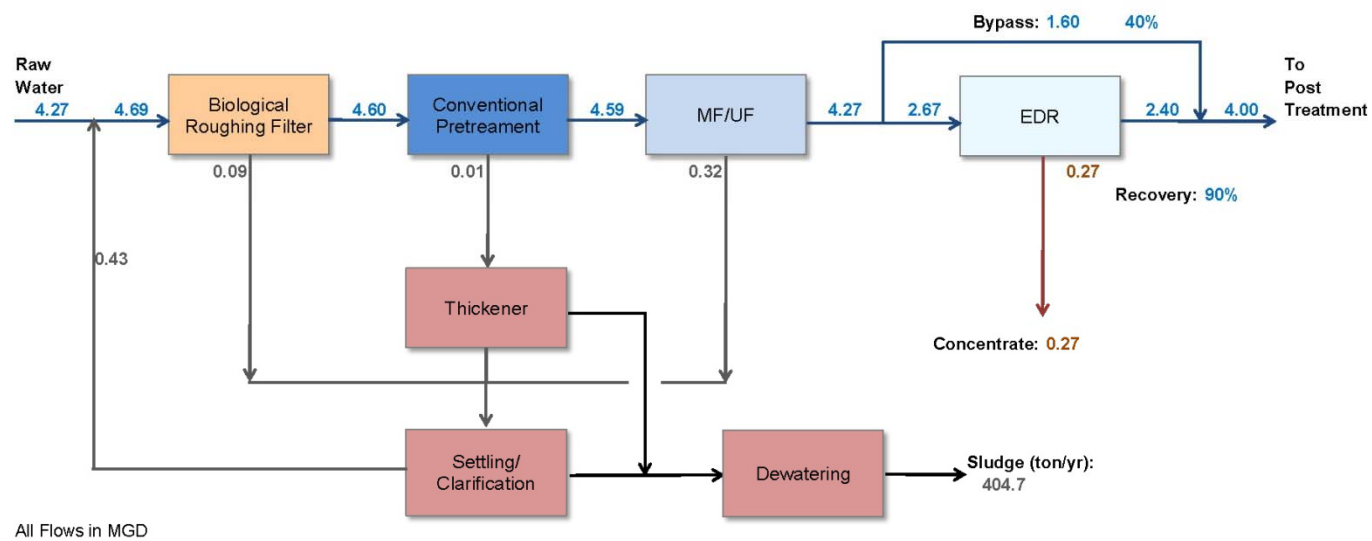 Bypass: 1.60 40%
Raw
Water
To
Post
Treatment
4.27 4.69
Biological
Roughing Filter
4.60
Conventional
Pretreament
4.59
MF/UF
4.27 2.67
EDR
2.40 4.00
0.09
0.01
0.32
0.27
Recovery: 90%
0.43
Thickener
Concentrate: 0.27
Settling/
Clarification
Dewatering
Sludge (ton/yr):
404.7
All Flows in MGD